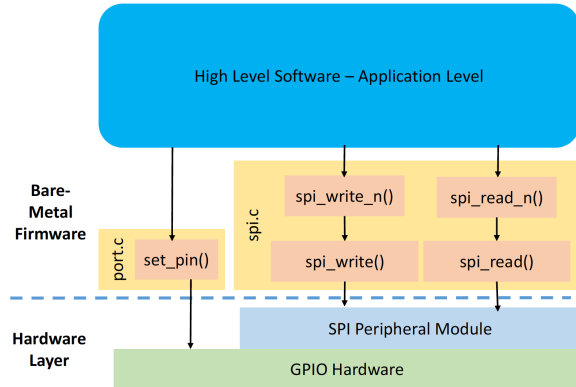 High Level Software – Application Level
Bare-
Metal
Firmware
port.c
set_pin()
spi.c
spi_write_n()
spi_read_n()
spi_write()
spi_read()
Hardware
Layer
SPI Peripheral Module
GPIO Hardware